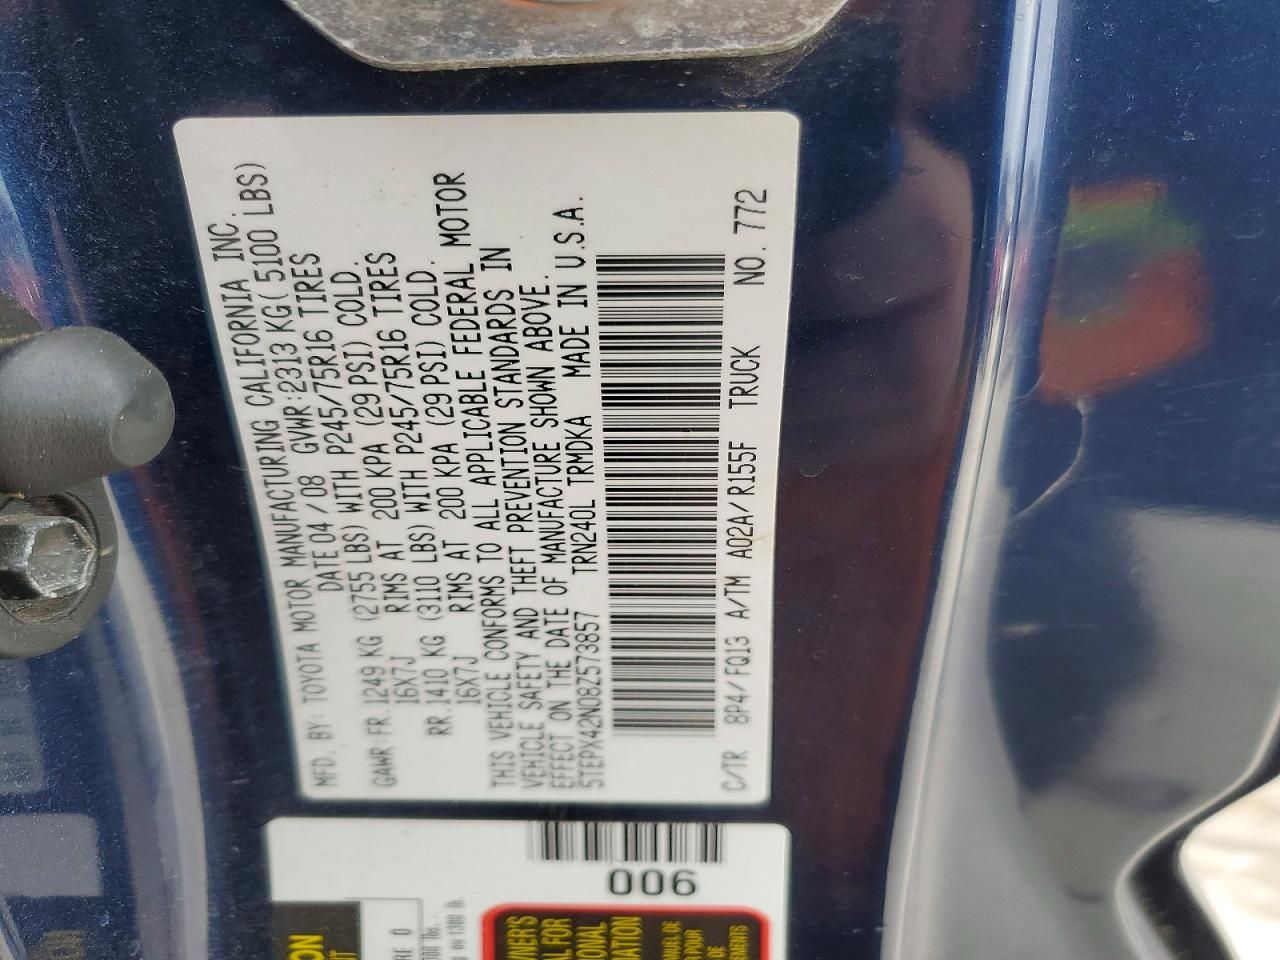 MFD. BY: TOYOTA MOTOR MANUFACTURING CALIFORNIA INC.
DATE 04/08 GVWR: 2313 KG( 5100 LBS)
GAWR: FR. 1249 KG (2755 LBS) WITH P245/75R16 TIRES
16X7J RIMS AT 200 KPA (29 PSI) COLD.
RR. 1410 KG (3110 LBS) WITH P245/75R16 TIRES
16X7J RIMS AT 200 KPA (29 PSI) COLD.
THIS VEHICLE CONFORMS TO ALL APPLICABLE FEDERAL MOTOR
VEHICLE SAFETY AND THEFT PREVENTION STANDARDS IN
EFFECT ON THE DATE OF MANUFACTURE SHOWN ABOVE.
5TEPX42N08Z573857 TRN240L TRMDKA MADE IN U.S.A.
C/TR 8P4/FQ13 A/TM A02A/R155F TRUCK NO. 772
006